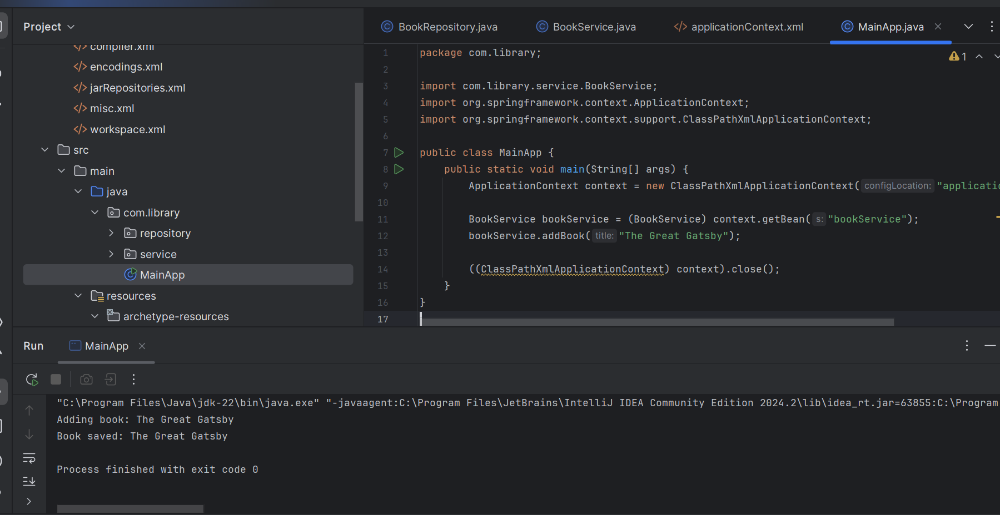 Project
compiler.xml
encodings.xml
jarRepositories.xml
misc.xml
workspace.xml
src
main
java
com.library
repository
service
MainApp
resources
archetype-resources
BookRepository.java
BookService.java
applicationContext.xml
MainApp.java
1
1 package com.library;
2
3 import com.library.service.BookService;
4 import org.springframework.context.ApplicationContext;
5 import org.springframework.context.support.ClassPathXmlApplicationContext;
6
7 public class MainApp {
8 public static void main(String[] args) {
9 ApplicationContext context = new ClassPathXmlApplicationContext( configLocation: "applicatio
10
11 BookService bookService = (BookService) context.getBean( s: "bookService");
12 bookService.addBook( title: "The Great Gatsby");
13
14 ((ClassPathXmlApplicationContext) context).close();
15 }
16 }
17
Run
MainApp
"C:\Program Files\Java\jdk-22\bin\java.exe" "-javaagent:C:\Program Files\JetBrains\IntelliJ IDEA Community Edition 2024.2\lib\idea_rt.jar=63855:C:\Program
Adding book: The Great Gatsby
Book saved: The Great Gatsby
Process finished with exit code 0